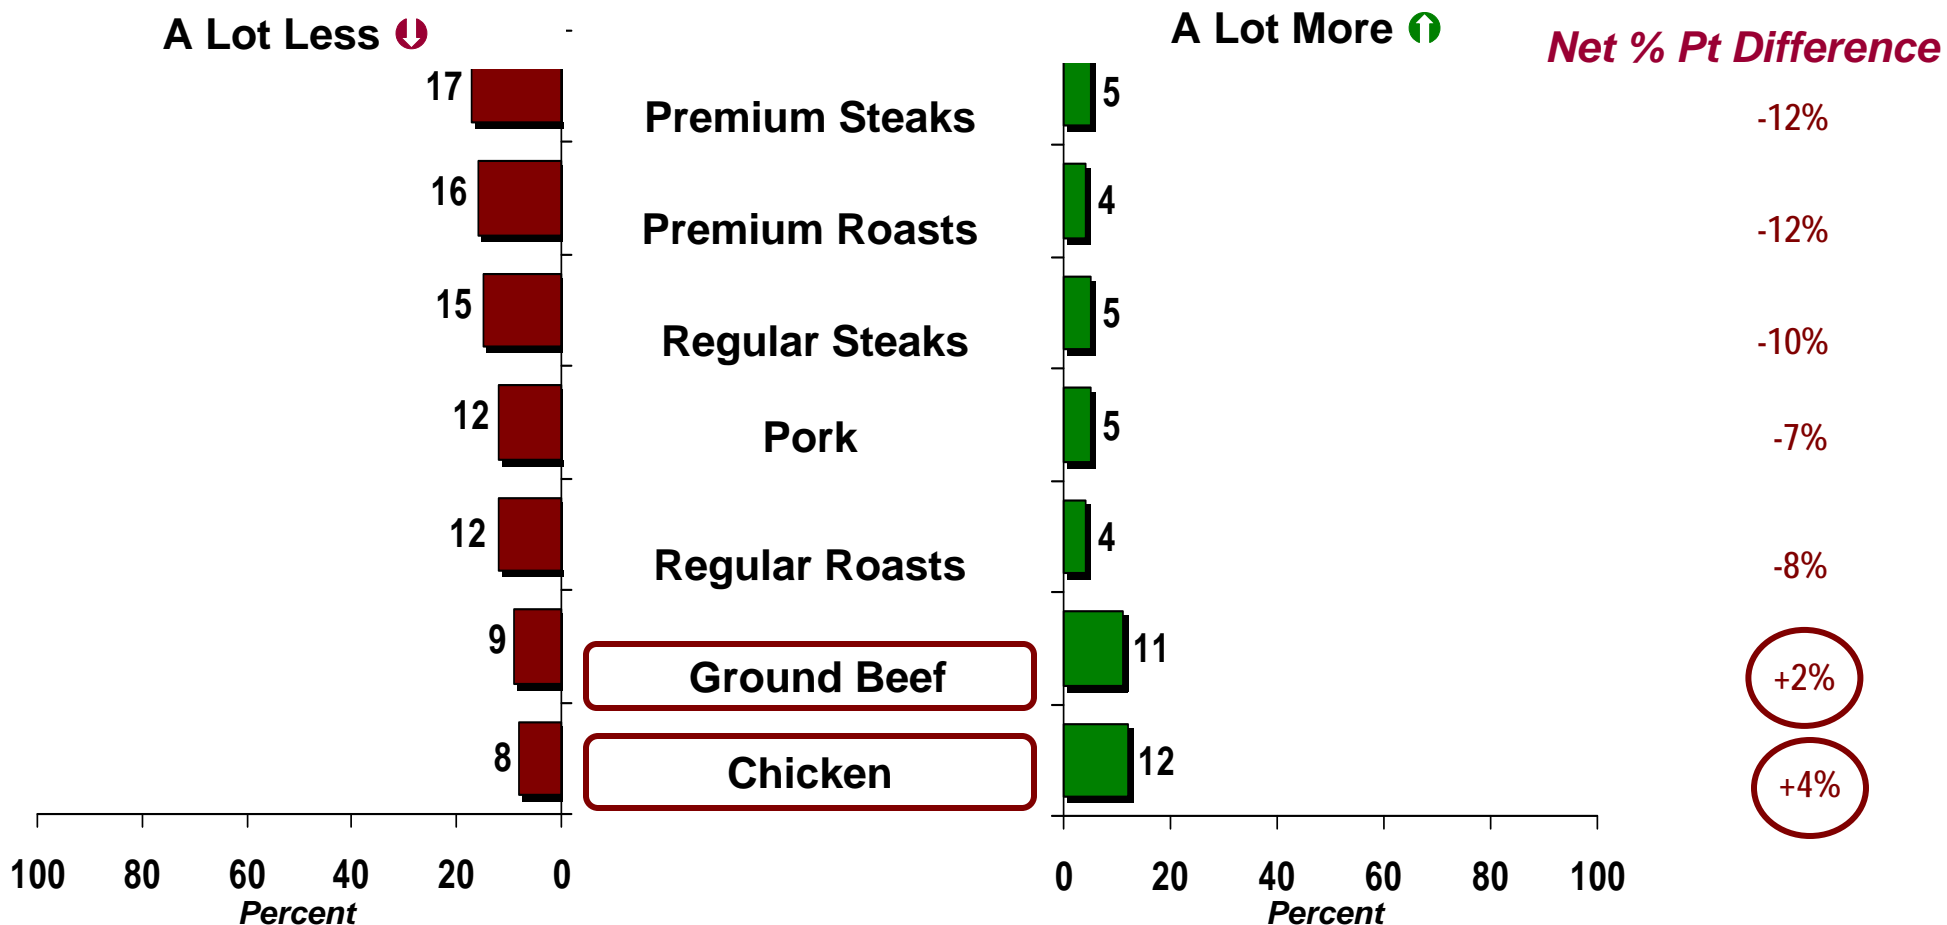 A Lot Less
A Lot More
Net % Pt Difference
17 Premium Steaks 5 -12%
16 Premium Roasts 4 -12%
15 Regular Steaks 5 -10%
12 Pork 5 -7%
12 Regular Roasts 4 -8%
9 Ground Beef 11 +2%
8 Chicken 12 +4%
100 80 60 40 20 0
0 20 40 60 80 100
Percent
Percent